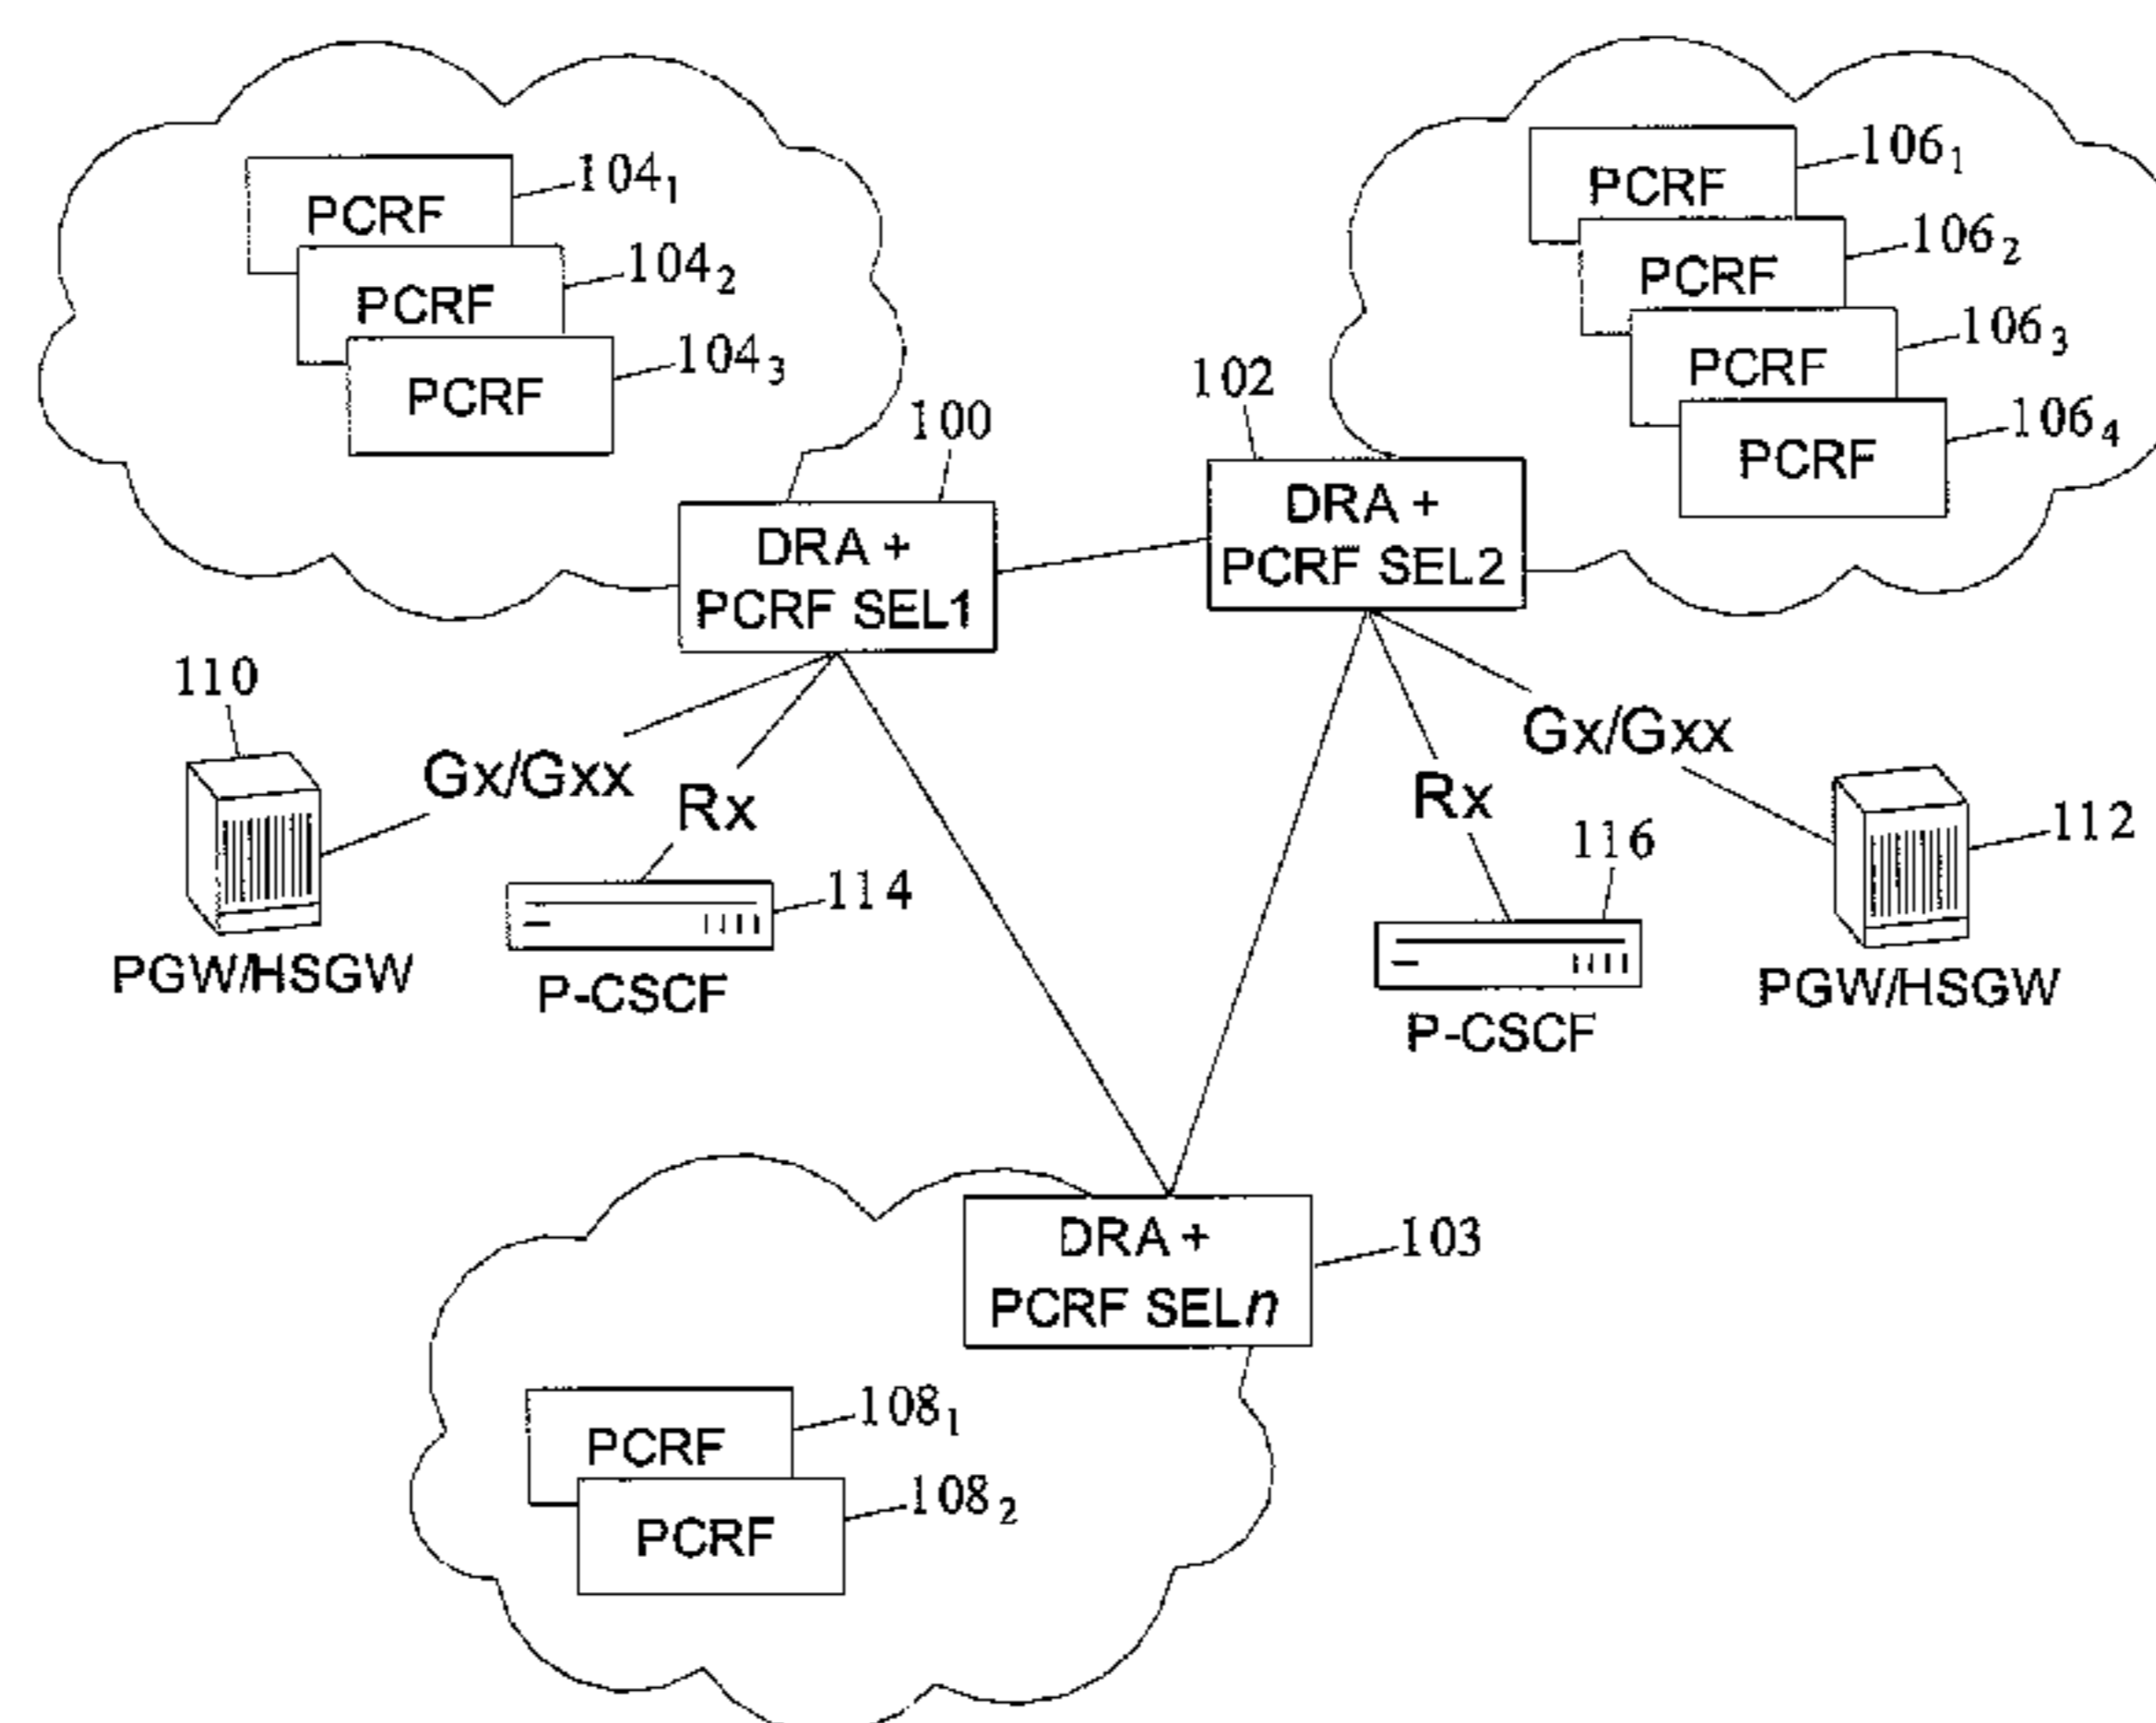 PCRF
104₁
PCRF
104₂
PCRF
104₃
100
DRA +
PCRF SEL1
PCRF
106₁
PCRF
106₂
PCRF
106₃
PCRF
106₄
102
DRA +
PCRF SEL2
110
Gx/Gxx
Rx
114
PGW/HSGW
P-CSCF
Gx/Gxx
Rx
116
112
P-CSCF
PGW/HSGW
DRA +
PCRF SELn
103
PCRF
108₁
PCRF
108₂